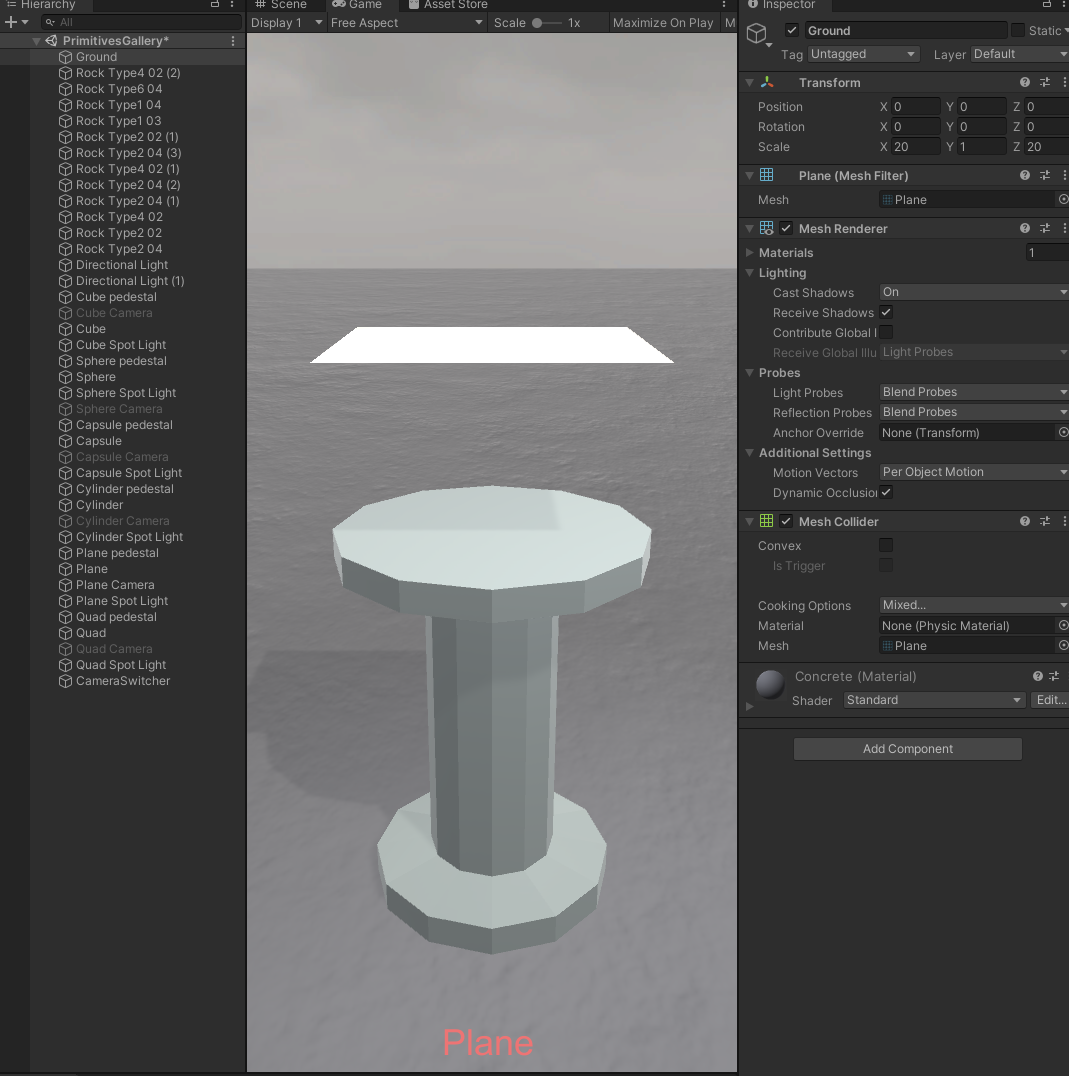 Hierarchy
All
PrimitivesGallery*
Ground
Rock Type4 02 (2)
Rock Type6 04
Rock Type1 04
Rock Type1 03
Rock Type2 02 (1)
Rock Type2 04 (3)
Rock Type4 02 (1)
Rock Type2 04 (2)
Rock Type2 04 (1)
Rock Type4 02
Rock Type2 02
Rock Type2 04
Directional Light
Directional Light (1)
Cube pedestal
Cube Camera
Cube
Cube Spot Light
Sphere pedestal
Sphere
Sphere Spot Light
Sphere Camera
Capsule pedestal
Capsule
Capsule Camera
Capsule Spot Light
Cylinder pedestal
Cylinder
Cylinder Camera
Cylinder Spot Light
Plane pedestal
Plane
Plane Camera
Plane Spot Light
Quad pedestal
Quad
Quad Camera
Quad Spot Light
CameraSwitcher
Scene Game Asset Store
Display 1 Free Aspect Scale 1x Maximize On Play M
Plane
Inspector
Ground Static
Tag Untagged Layer Default
Transform
Position X 0 Y 0 Z 0
Rotation X 0 Y 0 Z 0
Scale X 20 Y 1 Z 20
Plane (Mesh Filter)
Mesh Plane
Mesh Renderer
Materials 1
Lighting
Cast Shadows On
Receive Shadows
Contribute Global I
Receive Global Illu Light Probes
Probes
Light Probes Blend Probes
Reflection Probes Blend Probes
Anchor Override None (Transform)
Additional Settings
Motion Vectors Per Object Motion
Dynamic Occlusion
Mesh Collider
Convex
Is Trigger
Cooking Options Mixed...
Material None (Physic Material)
Mesh Plane
Concrete (Material)
Shader Standard Edit...
Add Component